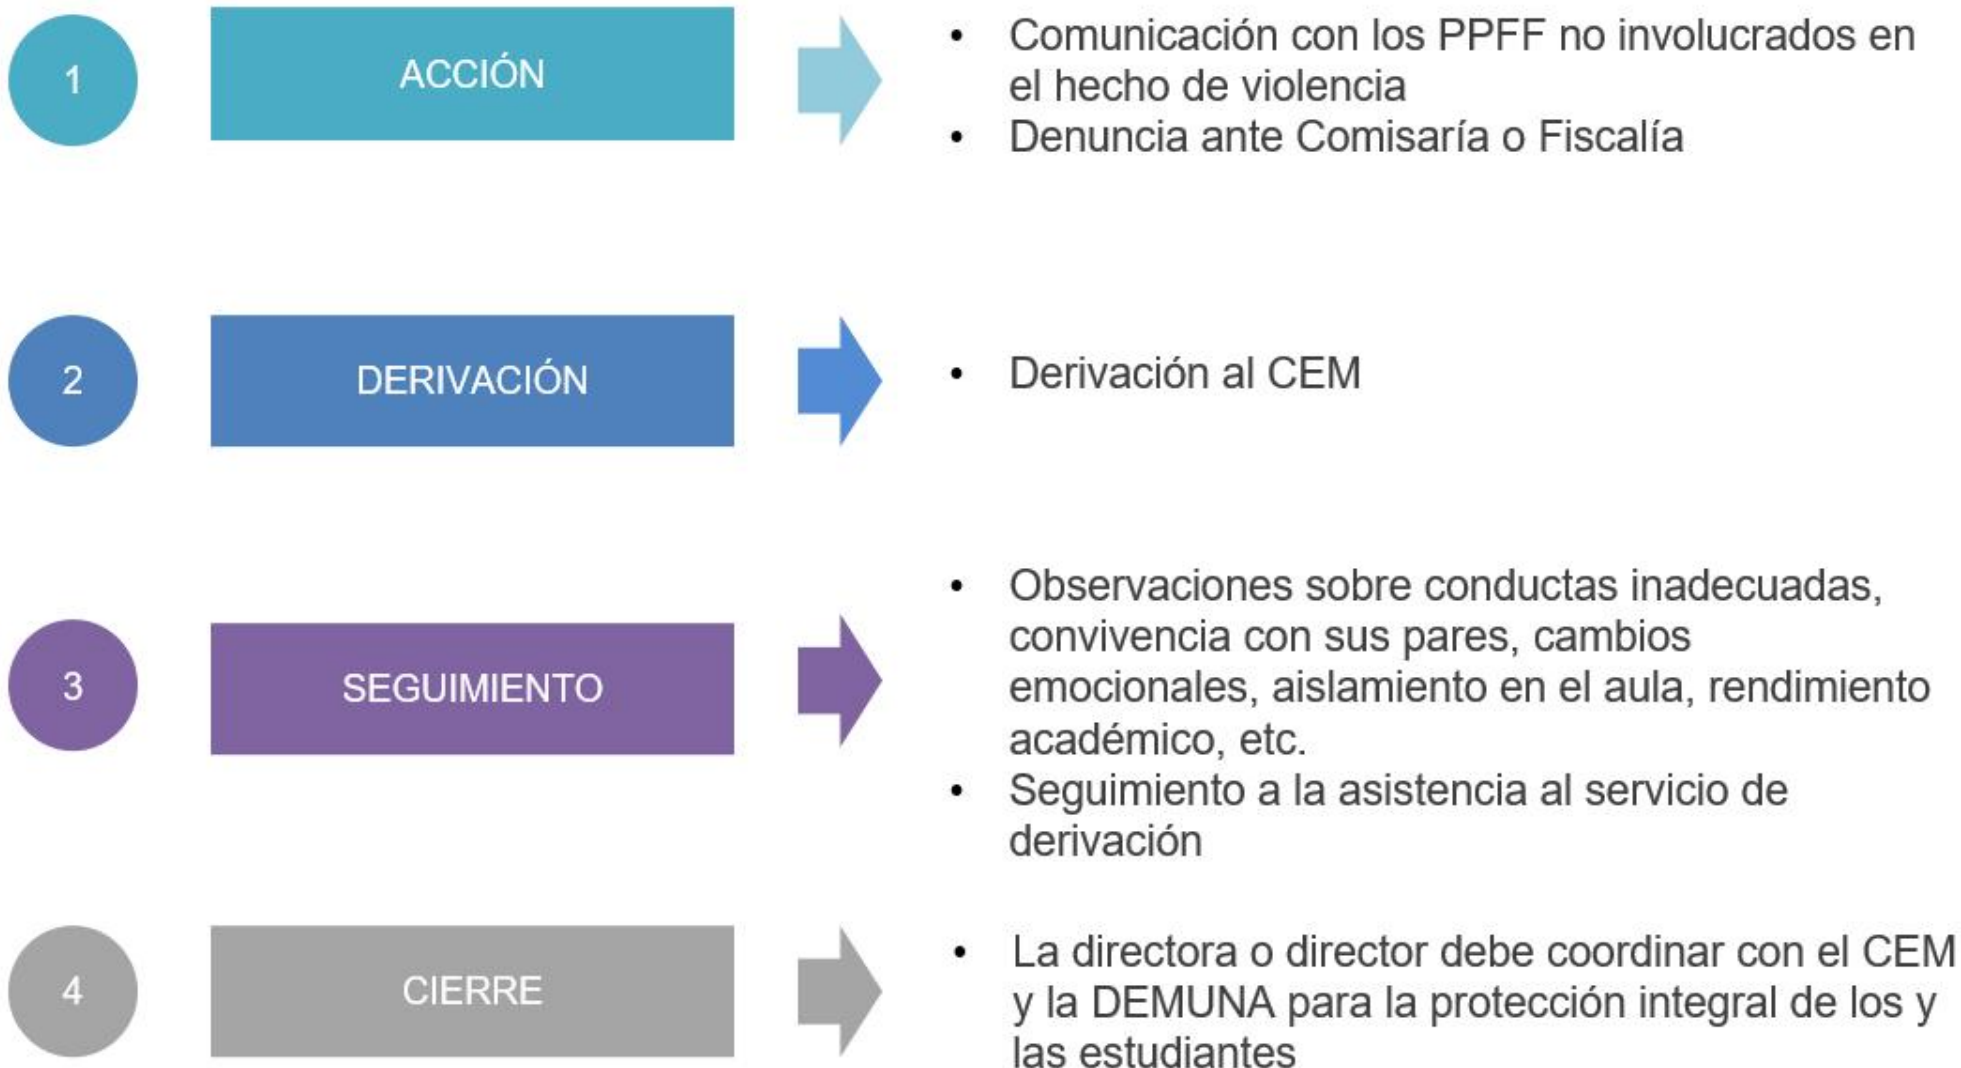 1
ACCIÓN
• Comunicación con los PPFF no involucrados en
el hecho de violencia
• Denuncia ante Comisaría o Fiscalía
2
DERIVACIÓN
• Derivación al CEM
3
SEGUIMIENTO
• Observaciones sobre conductas inadecuadas,
convivencia con sus pares, cambios
emocionales, aislamiento en el aula, rendimiento
académico, etc.
• Seguimiento a la asistencia al servicio de
derivación
4
CIERRE
• La directora o director debe coordinar con el CEM
y la DEMUNA para la protección integral de los y
las estudiantes